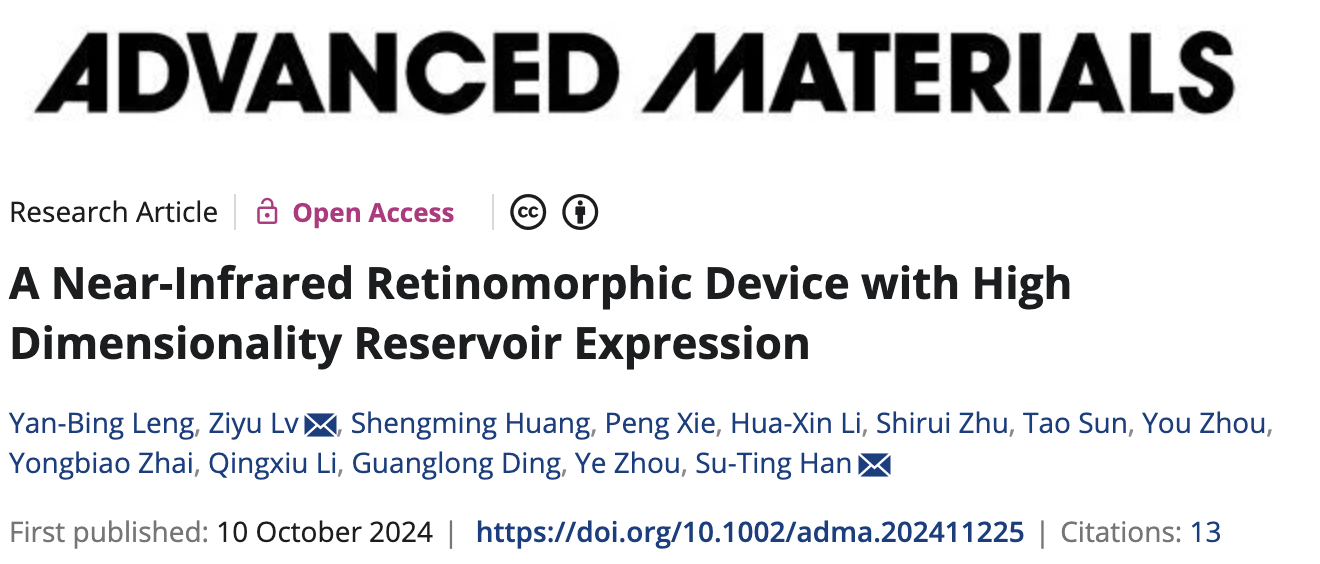 ADVANCED MATERIALS
Research Article Open Access cc
A Near-Infrared Retinomorphic Device with High
Dimensionality Reservoir Expression
Yan-Bing Leng, Ziyu Lv, Shengming Huang, Peng Xie, Hua-Xin Li, Shirui Zhu, Tao Sun, You Zhou,
Yongbiao Zhai, Qingxiu Li, Guanglong Ding, Ye Zhou, Su-Ting Han
First published: 10 October 2024 | https://doi.org/10.1002/adma.202411225 | Citations: 13